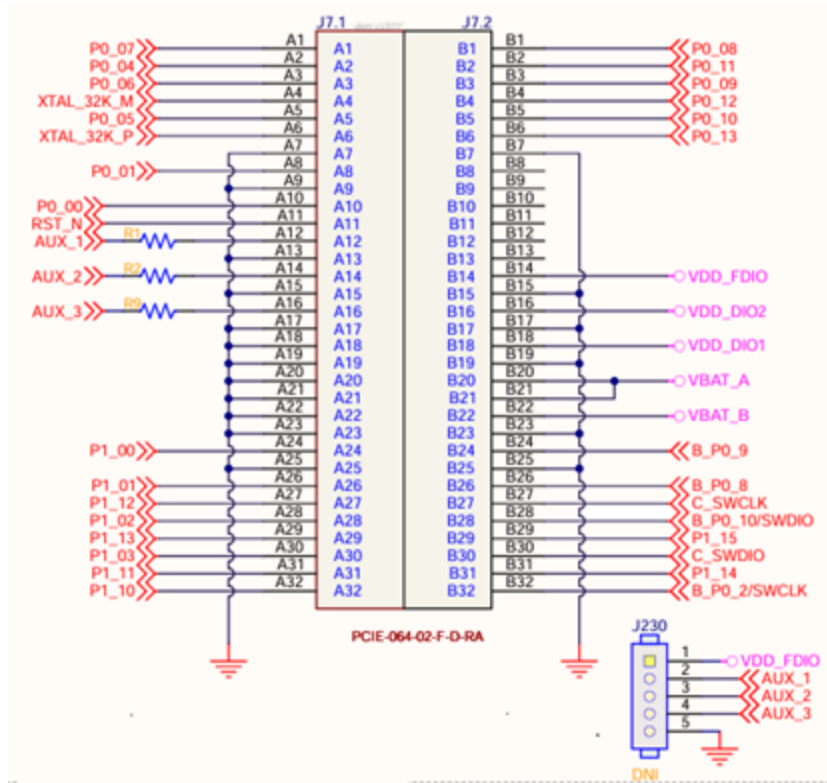 J7.1 J7.2
P0_07 A1 A1 B1 B1 P0_08
P0_04 A2 A2 B2 B2 P0_11
P0_06 A3 A3 B3 B3 P0_09
XTAL_32K_M A4 A4 B4 B4 P0_12
P0_05 A5 A5 B5 B5 P0_10
XTAL_32K_P A6 A6 B6 B6 P0_13
A7 A7 B7 B7
P0_01 A8 A8 B8 B8
A9 A9 B9 B9
P0_00 A10 A10 B10 B10
RST_N A11 A11 B11 B11
AUX_1 R1 A12 A12 B12 B12
A13 A13 B13 B13
AUX_2 R2 A14 A14 B14 B14 VDD_FDIO
A15 A15 B15 B15
AUX_3 R9 A16 A16 B16 B16 VDD_DIO2
A17 A17 B17 B17
A18 A18 B18 B18 VDD_DIO1
A19 A19 B19 B19
A20 A20 B20 B20 VBAT_A
A21 A21 B21 B21
A22 A22 B22 B22 VBAT_B
A23 A23 B23 B23
P1_00 A24 A24 B24 B24 B_P0_9
A25 A25 B25 B25
P1_01 A26 A26 B26 B26 B_P0_8
P1_12 A27 A27 B27 B27 C_SWCLK
P1_02 A28 A28 B28 B28 B_P0_10/SWDIO
P1_13 A29 A29 B29 B29 P1_15
P1_03 A30 A30 B30 B30 C_SWDIO
P1_11 A31 A31 B31 B31 P1_14
P1_10 A32 A32 B32 B32 B_P0_2/SWCLK
PCIE-064-02-F-D-RA
J230
1 VDD_FDIO
2 AUX_1
3 AUX_2
4 AUX_3
5
DNI